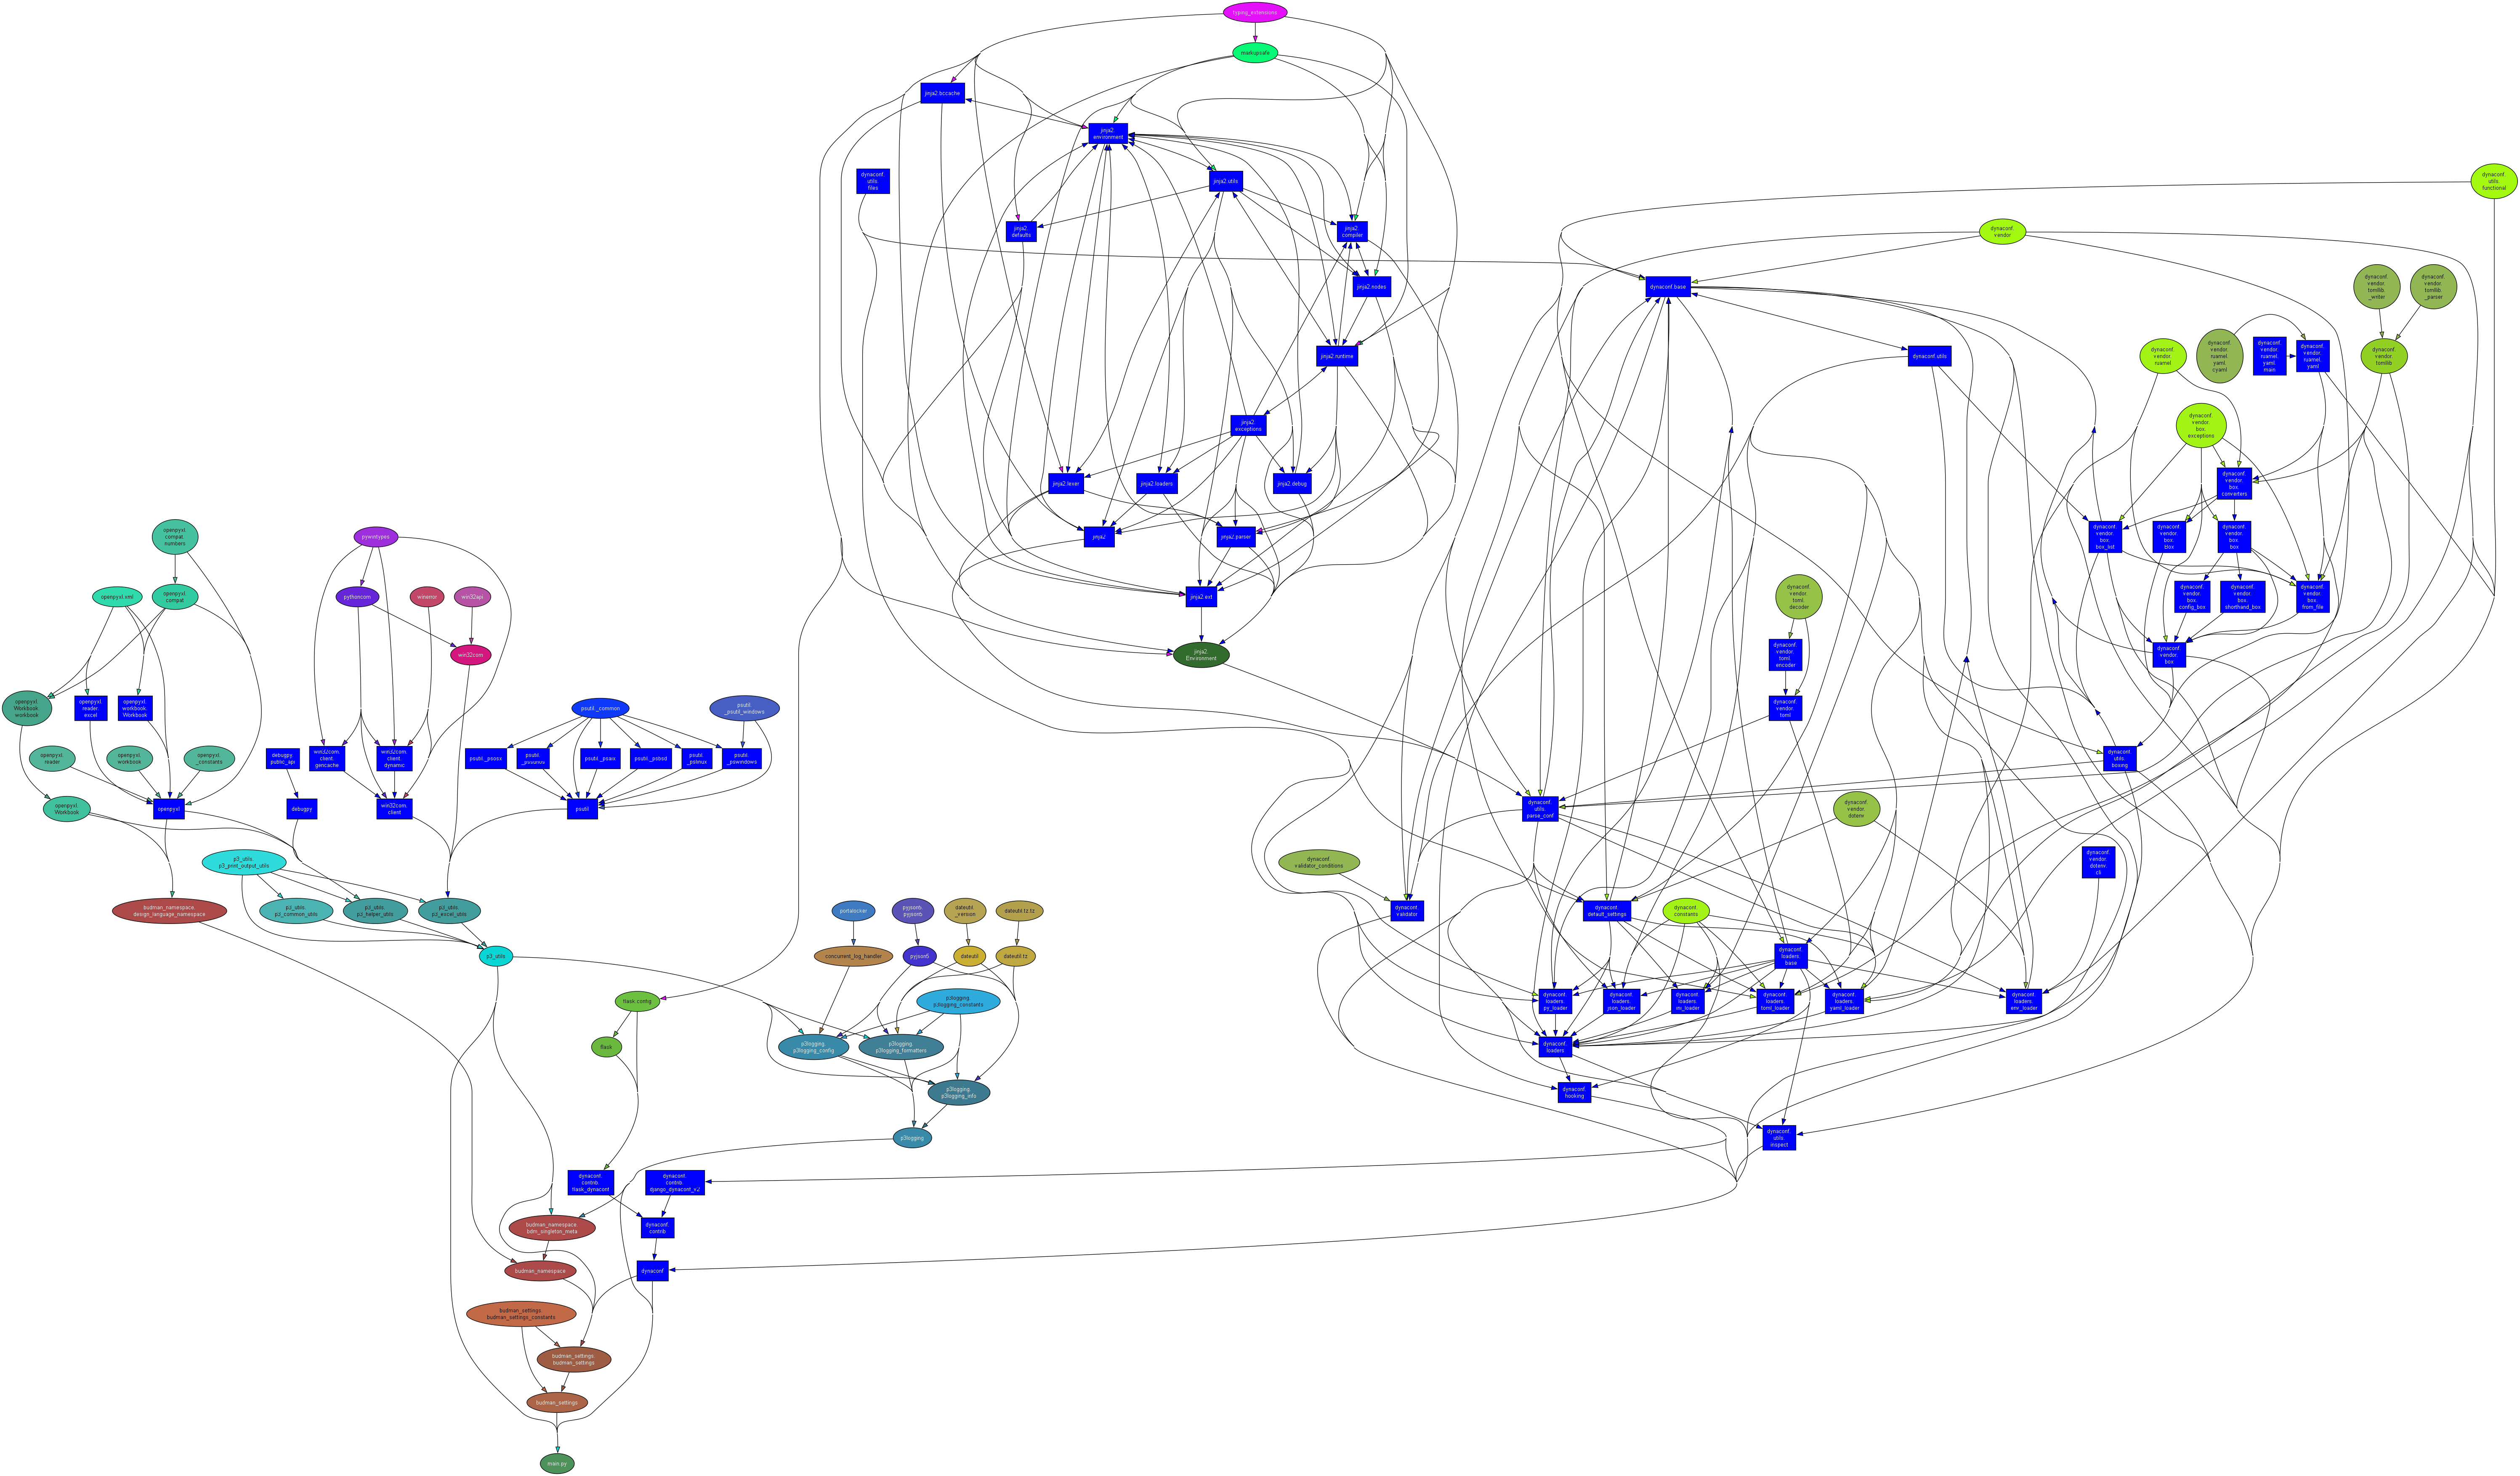 typing_extensions
markupsafe
jinja2.bccache
jinja2.
environment
dynaconf.
utils.
files
jinja2.utils
dynaconf.
utils.
functional
jinja2.
defaults
jinja2.
compiler
dynaconf.
vendor
jinja2.nodes
dynaconf.base
dynaconf.
vendor.
tomllib.
_writer
dynaconf.
vendor.
tomllib.
_parser
jinja2.runtime
dynaconf.utils
dynaconf.
vendor.
ruamel
dynaconf.
vendor.
ruamel.
yaml.
cyaml
dynaconf.
vendor.
ruamel.
yaml.
main
dynaconf.
vendor.
ruamel.
yaml
dynaconf.
vendor.
tomllib
jinja2.
exceptions
dynaconf.
vendor.
box.
exceptions
jinja2.lexer
jinja2.loaders
jinja2.debug
dynaconf.
vendor.
box.
converters
openpyxl.
compat.
numbers
pywintypes
jinja2
jinja2.parser
dynaconf.
vendor.
box.
box_list
dynaconf.
vendor.
box.
dynaconf.
vendor.
box.
box
openpyxl.xml
openpyxl.
compat
pythoncom
winerror
win32api
jinja2.ext
dynaconf.
vendor.
toml.
decoder
dynaconf.
vendor.
box.
config_box
dynaconf.
vendor.
box.
shorthand_box
dynaconf.
vendor.
box.
from_file
win32com
jinja2.
Environment
dynaconf.
vendor.
toml.
encoder
dynaconf.
vendor.
box
openpyxl.
Workbook.
workbook
openpyxl.
reader.
excel
openpyxl.
workbook.
Workbook
psutil._common
psutil.
_psutil_windows
dynaconf.
vendor.
toml
openpyxl.
reader
openpyxl.
workbook
openpyxl.
_constants
debugpy.
public_api
win32com.
client.
gencache
win32com.
client.
dynamic
psutil._psosx
psutil.
psutil._psaix
psutil._psbsd
psutil.
_pslinux
psutil.
_pswindows
dynaconf.
utils.
boxing
openpyxl.
Workbook
openpyxl
debugpy
win32com.
client
psutil
dynaconf.
utils.
parse_conf
dynaconf.
vendor.
dotenv
p3_utils.
p3_print_output_utils
dynaconf.
validator_conditions
dynaconf.
vendor.
dotenv.
cli
budman_namespace.
design_language_namespace
p3_utils.
p3_common_utils
p3_utils.
p3_helper_utils
p3_utils.
p3_excel_utils
portalocker
pyjson5.
pyjson5
dateutil.
_version
dateutil.tz.tz
dynaconf.
validator
dynaconf.
default_settings
dynaconf.
constants
p3_utils
concurrent_log_handler
pyjson5
dateutil
dateutil.tz
dynaconf.
loaders.
base
flask.config
p3logging.
p3logging_constants
dynaconf.
loaders.
py_loader
dynaconf.
loaders.
json_loader
dynaconf.
loaders.
ini_loader
dynaconf.
loaders.
toml_loader
dynaconf.
loaders.
yaml_loader
dynaconf.
loaders.
env_loader
flask
p3logging.
p3logging_config
p3logging.
p3logging_formatters
dynaconf.
loaders
p3logging.
p3logging_info
dynaconf.
hooking
p3logging
dynaconf.
utils.
inspect
dynaconf.
contrib.
flask_dynaconf
dynaconf.
contrib.
django_dynaconf_v2
budman_namespace.
bdm_singleton_meta
dynaconf.
contrib
budman_namespace
dynaconf
budman_settings.
budman_settings_constants
budman_settings.
budman_settings
budman_settings
main.py